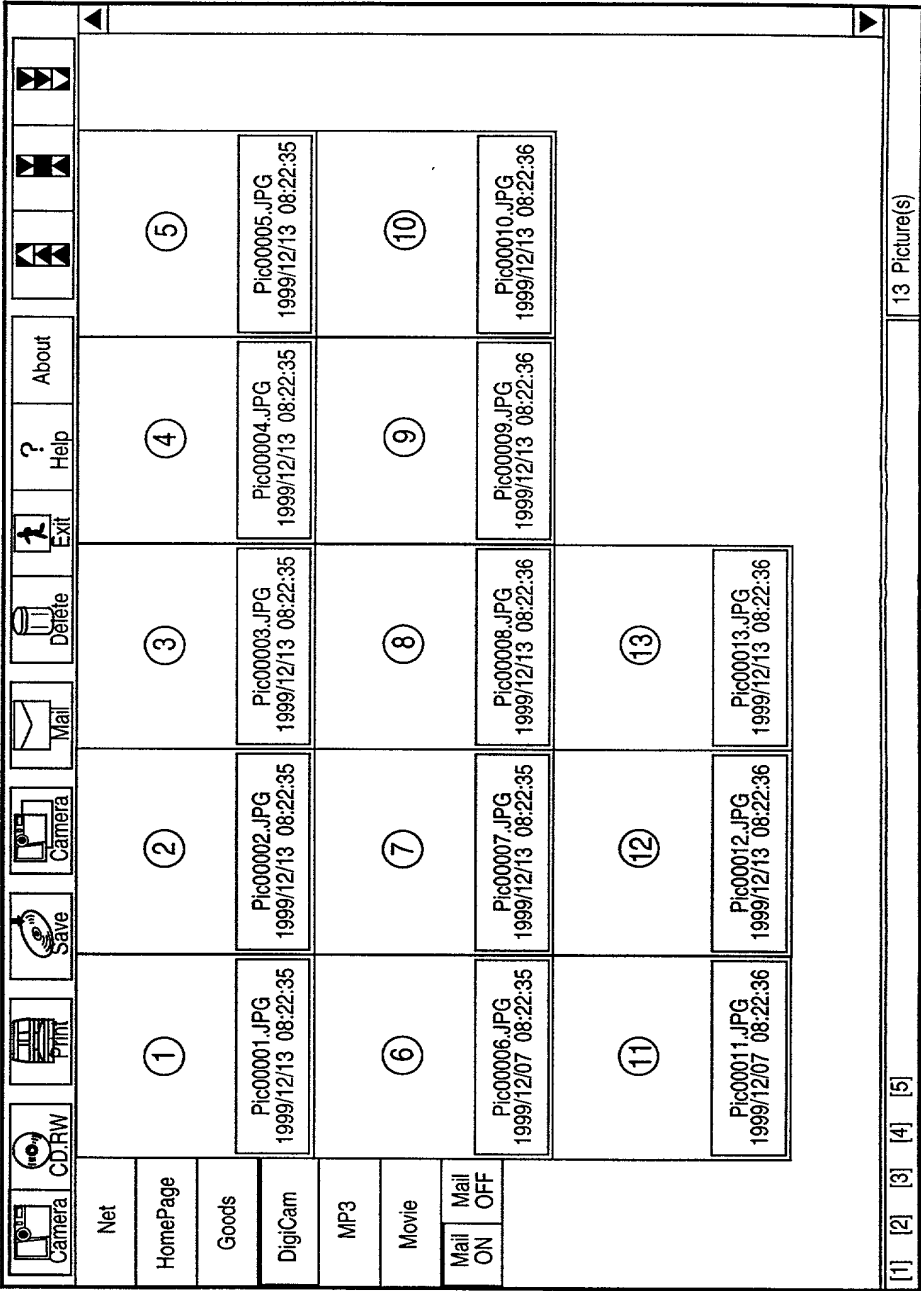 Camera
CD.RW
Print
Save
Camera
Mail
Delete
Exit
?
Help
About
Net
HomePage
Goods
DigiCam
MP3
Movie
Mail
ON
Mail
OFF
1
Pic00001.JPG
1999/12/13 08:22:35
2
Pic00002.JPG
1999/12/13 08:22:35
3
Pic00003.JPG
1999/12/13 08:22:35
4
Pic00004.JPG
1999/12/13 08:22:35
5
Pic00005.JPG
1999/12/13 08:22:35
6
Pic00006.JPG
1999/12/07 08:22:35
7
Pic00007.JPG
1999/12/13 08:22:35
8
Pic00008.JPG
1999/12/13 08:22:36
9
Pic00009.JPG
1999/12/13 08:22:36
10
Pic00010.JPG
1999/12/13 08:22:36
11
Pic00011.JPG
1999/12/07 08:22:36
12
Pic00012.JPG
1999/12/13 08:22:36
13
Pic00013.JPG
1999/12/13 08:22:36
[1] [2] [3] [4] [5]
13 Picture(s)